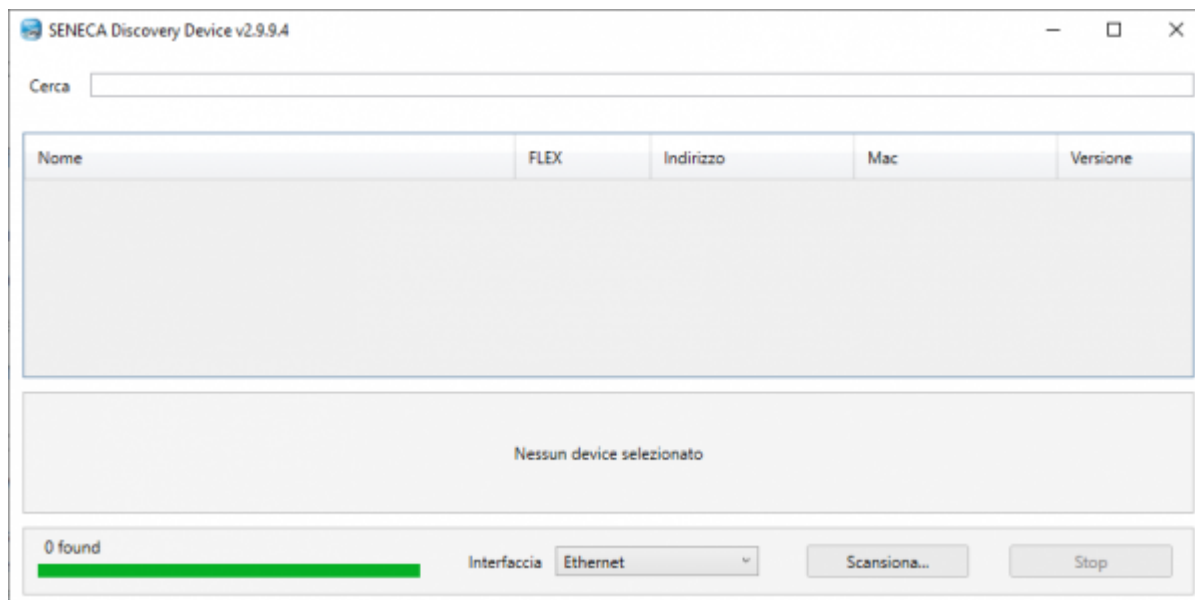 SENECA Discovery Device v2.9.9.4
Cerca
Nome FLEX Indirizzo Mac Versione
Nessun device selezionato
0 found
Interfaccia Ethernet Scansiona... Stop